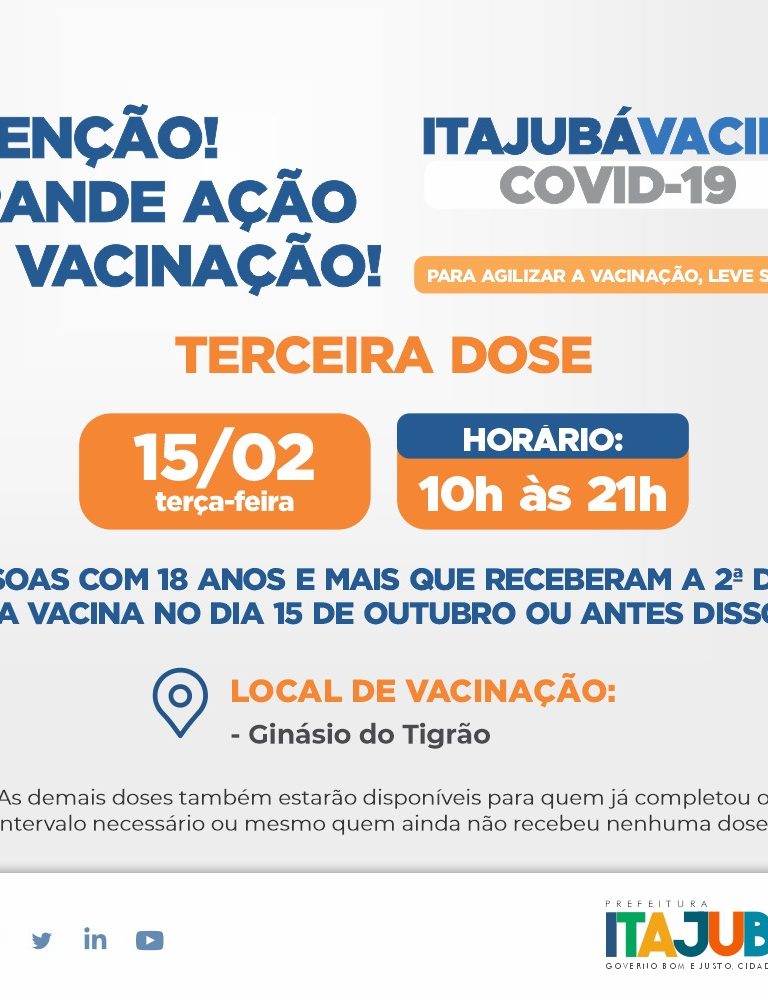 ENÇÃO!
ANDE AÇÃO
VACINAÇÃO!
ITAJUBÁVACI
COVID-19
PARA AGILIZAR A VACINAÇÃO, LEVE S
TERCEIRA DOSE
15/02
terça-feira
HORÁRIO:
10h às 21h
SOAS COM 18 ANOS E MAIS QUE RECEBERAM A 2ª D
A VACINA NO DIA 15 DE OUTUBRO OU ANTES DISS
LOCAL DE VACINAÇÃO:
- Ginásio do Tigrão
As demais doses também estarão disponíveis para quem já completou o
ntervalo necessário ou mesmo quem ainda não recebeu nenhuma dose
in
PREFEITURA
ITAJUB
GOVERNO BOM E JUSTO, CIDAD